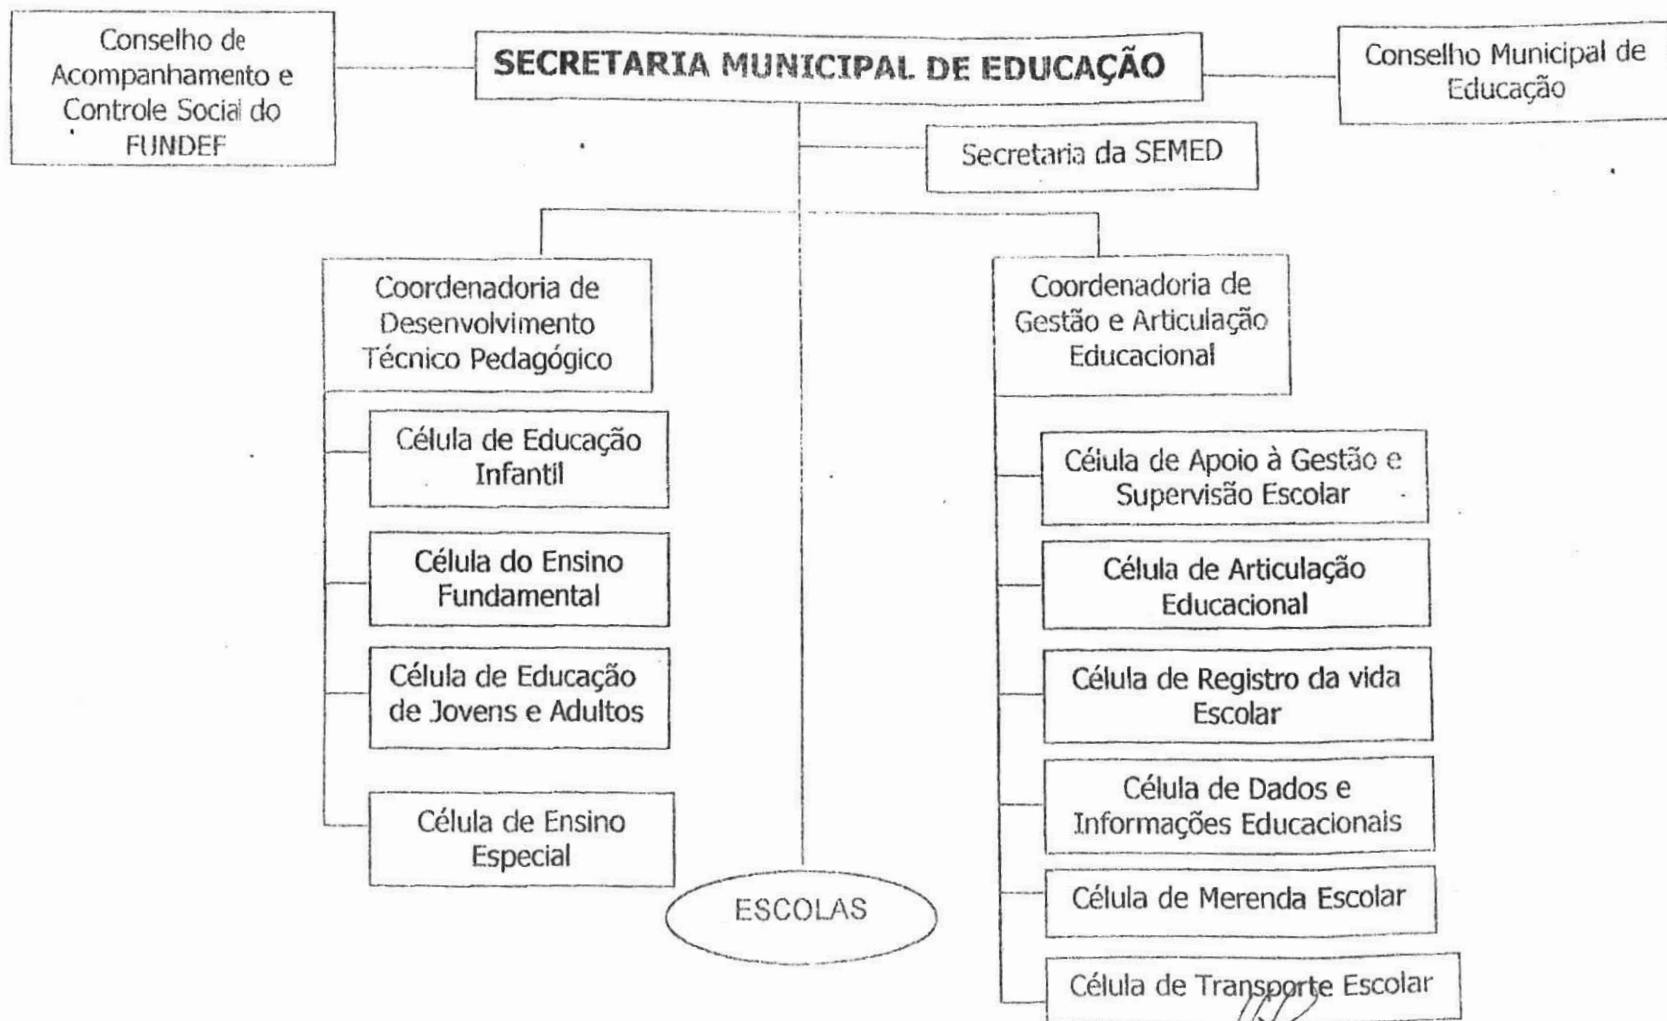 Conselho de
Acompanhamento e
Controle Social do
FUNDEF
SECRETARIA MUNICIPAL DE EDUCAÇÃO
Conselho Municipal de
Educação
Secretaria da SEMED
Coordenadoria de
Desenvolvimento
Técnico Pedagógico
Célula de Educação
Infantil
Célula do Ensino
Fundamental
Célula de Educação
de Jovens e Adultos
Célula de Ensino
Especial
Coordenadoria de
Gestão e Articulação
Educacional
Célula de Apoio à Gestão e
Supervisão Escolar
Célula de Articulação
Educacional
Célula de Registro da vida
Escolar
Célula de Dados e
Informações Educacionais
Célula de Merenda Escolar
Célula de Transporte Escolar
ESCOLAS